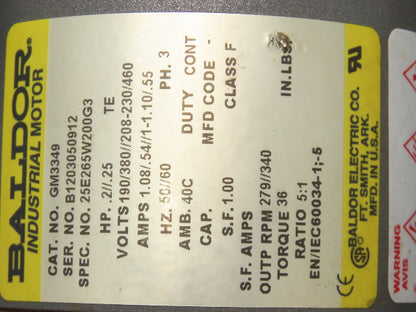 BALDOR®
INDUSTRIAL MOTOR
CAT. NO. GM3349
SER. NO. B1203050912
SPEC. NO. 25E265W200G3
HP. .2//.25 TE
VOLTS 190/380//208-230/460
AMPS 1.08/.54//1-1.10/.55
HZ. 50//60 PH. 3
AMB. 40C DUTY CONT
CAP. MFD CODE -
S.F. 1.00 CLASS F
S.F. AMPS
OUTP RPM 279//340
TORQUE 36 IN.LBS.
RATIO 5:1
EN/IEC60034-1;-5
BALDOR ELECTRIC CO.
FT. SMITH, ARK.
MFD. IN U.S.A.
CE
WARNING
AVIS